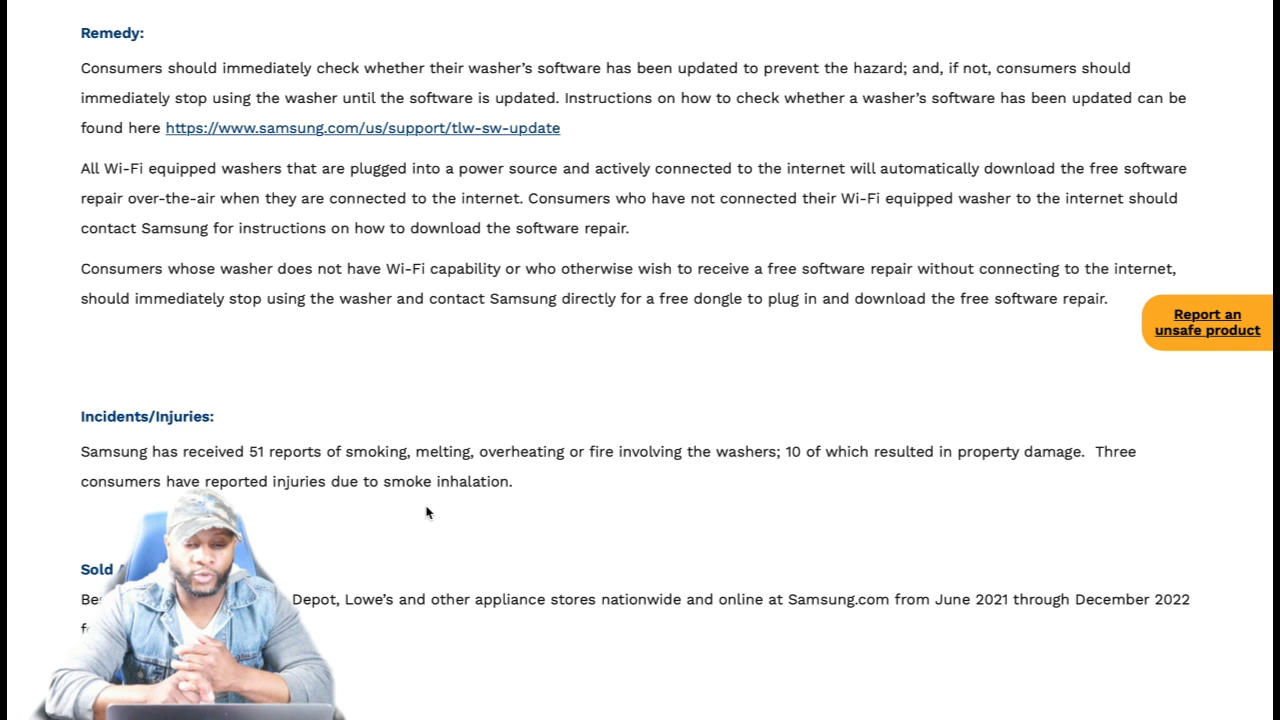 Remedy:
Consumers should immediately check whether their washer’s software has been updated to prevent the hazard; and, if not, consumers should
immediately stop using the washer until the software is updated. Instructions on how to check whether a washer’s software has been updated can be
found here https://www.samsung.com/us/support/tlw-sw-update
All Wi-Fi equipped washers that are plugged into a power source and actively connected to the internet will automatically download the free software
repair over-the-air when they are connected to the internet. Consumers who have not connected their Wi-Fi equipped washer to the internet should
contact Samsung for instructions on how to download the software repair.
Consumers whose washer does not have Wi-Fi capability or who otherwise wish to receive a free software repair without connecting to the internet,
should immediately stop using the washer and contact Samsung directly for a free dongle to plug in and download the free software repair.
Report an
unsafe product
Incidents/Injuries:
Samsung has received 51 reports of smoking, melting, overheating or fire involving the washers; 10 of which resulted in property damage.  Three
consumers have reported injuries due to smoke inhalation.
Sold
Depot, Lowe’s and other appliance stores nationwide and online at Samsung.com from June 2021 through December 2022